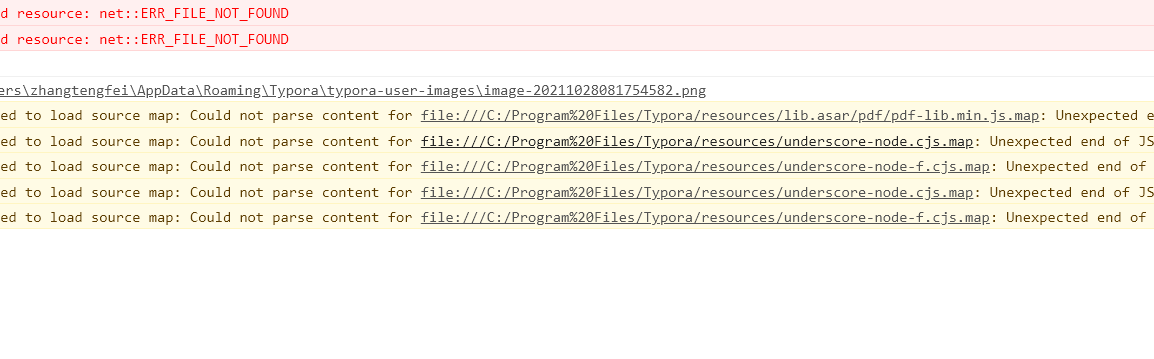 d resource: net::ERR_FILE_NOT_FOUND
d resource: net::ERR_FILE_NOT_FOUND
ers\zhangtengfei\AppData\Roaming\Typora\typora-user-images\image-20211028081754582.png
ed to load source map: Could not parse content for file:///C:/Program%20Files/Typora/resources/lib.asar/pdf/pdf-lib.min.js.map: Unexpected e
ed to load source map: Could not parse content for file:///C:/Program%20Files/Typora/resources/underscore-node.cjs.map: Unexpected end of JS
ed to load source map: Could not parse content for file:///C:/Program%20Files/Typora/resources/underscore-node-f.cjs.map: Unexpected end of
ed to load source map: Could not parse content for file:///C:/Program%20Files/Typora/resources/underscore-node.cjs.map: Unexpected end of JS
ed to load source map: Could not parse content for file:///C:/Program%20Files/Typora/resources/underscore-node-f.cjs.map: Unexpected end of